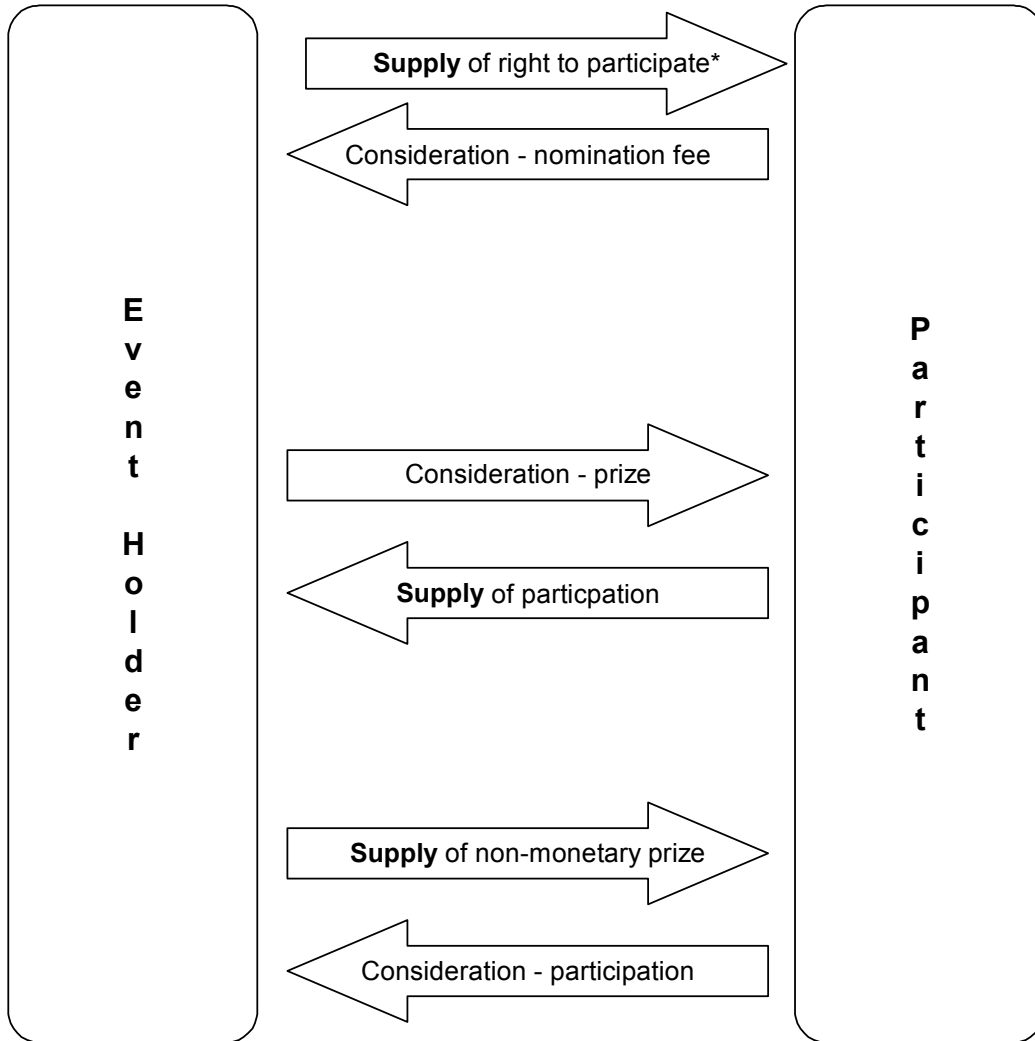 Event Holder
Supply of right to participate*
Consideration - nomination fee
Consideration - prize
Supply of particpation
Supply of non-monetary prize
Consideration - participation
Participant